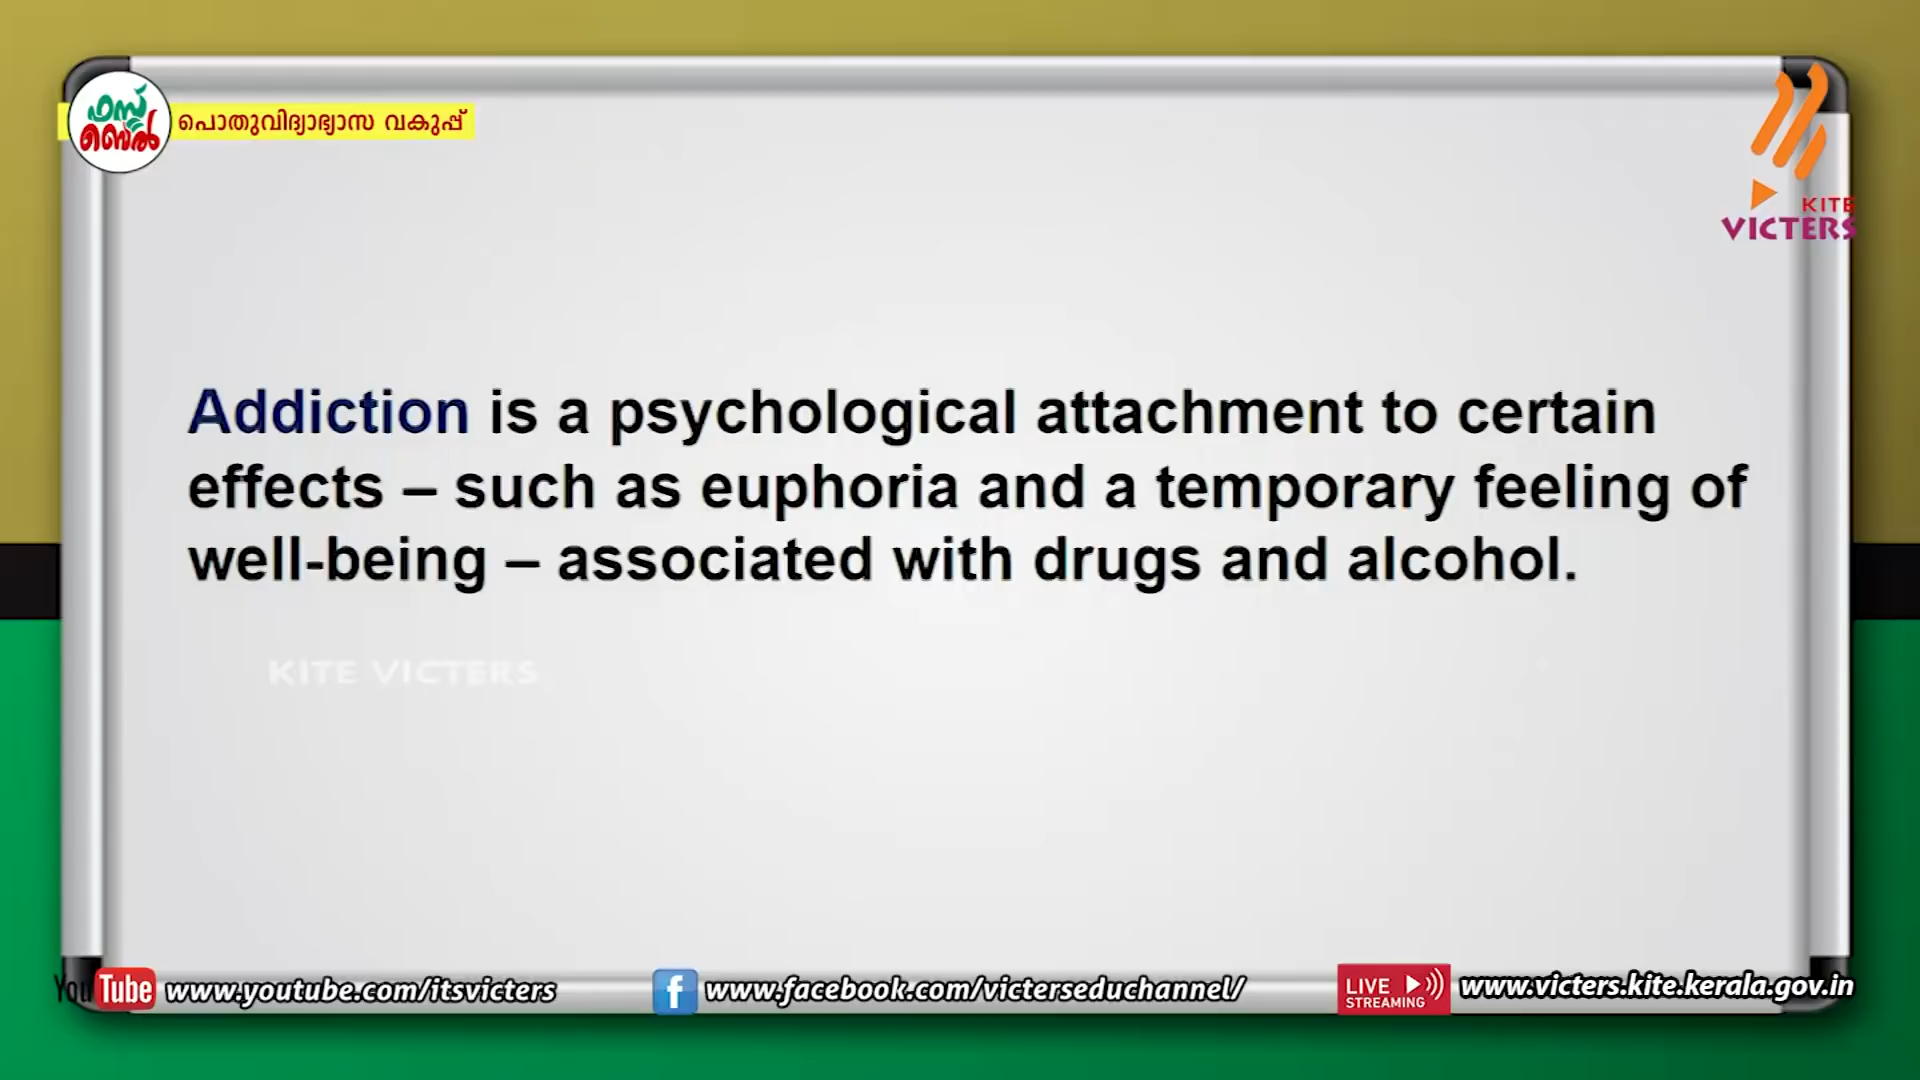 ഫസ്റ്റ്
ബെൽ
പൊതുവിദ്യാഭ്യാസ വകുപ്പ്
KITE
VICTERS
Addiction is a psychological attachment to certain
effects – such as euphoria and a temporary feeling of
well-being – associated with drugs and alcohol.
KITE VICTERS
YouTube www.youtube.com/itsvicters
f www.facebook.com/victerseduchannel/
LIVE
STREAMING
www.victers.kite.kerala.gov.in